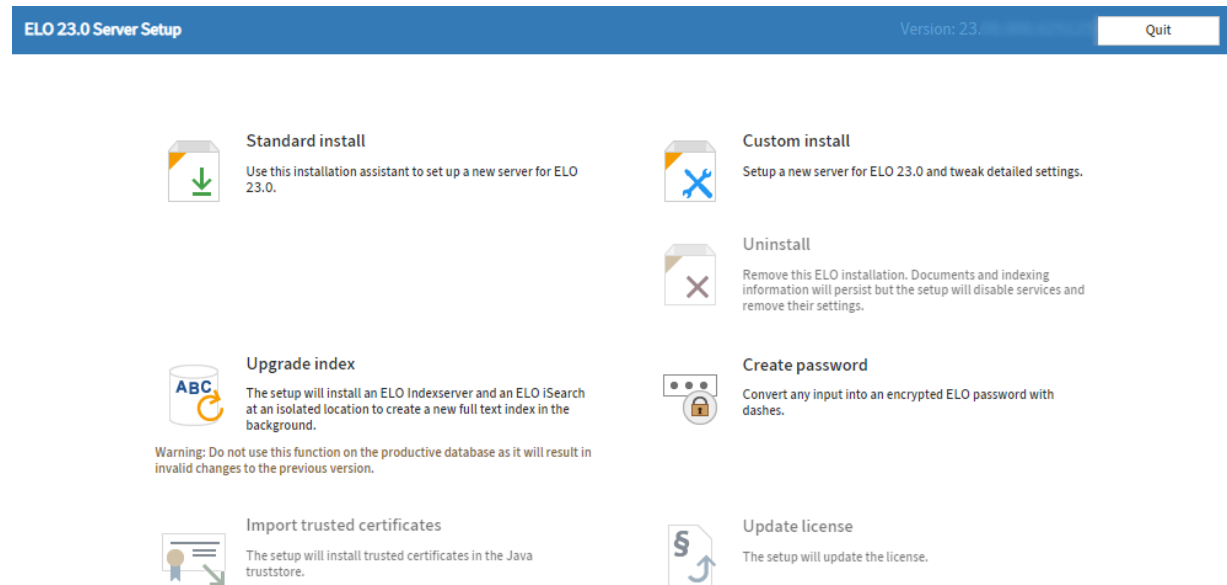 ELO 23.0 Server Setup
Version: 23.
Quit
Standard install
Use this installation assistant to set up a new server for ELO
23.0.
Custom install
Setup a new server for ELO 23.0 and tweak detailed settings.
Uninstall
Remove this ELO installation. Documents and indexing
information will persist but the setup will disable services and
remove their settings.
ABC
Upgrade index
The setup will install an ELO Indexserver and an ELO iSearch
at an isolated location to create a new full text index in the
background.
Warning: Do not use this function on the productive database as it will result in
invalid changes to the previous version.
Create password
Convert any input into an encrypted ELO password with
dashes.
Import trusted certificates
The setup will install trusted certificates in the Java
truststore.
§
Update license
The setup will update the license.